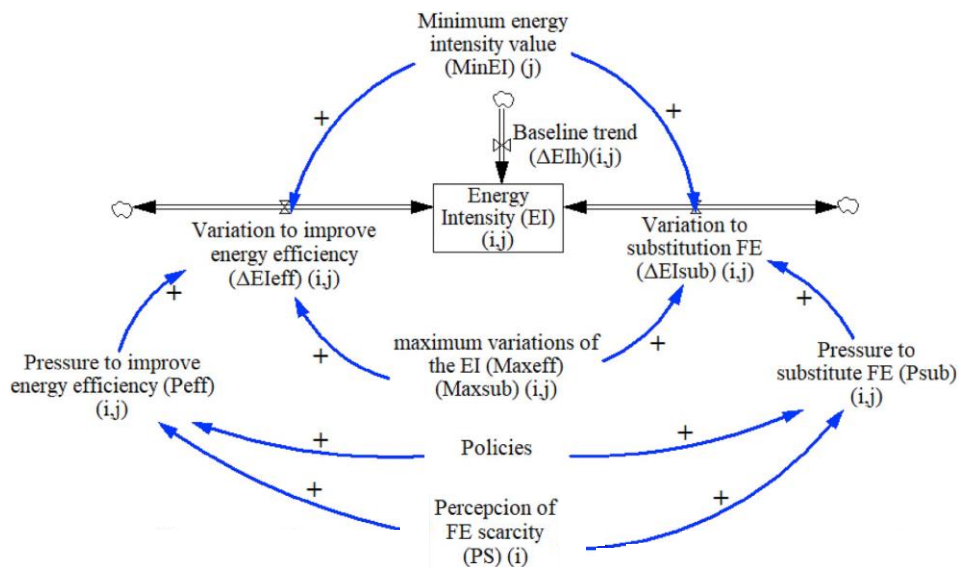 Minimum energy
intensity value
(MinEI) (j)
+
+
Baseline trend
(ΔEIh)(i,j)
Energy
Intensity (EI)
(i,j)
Variation to improve
energy efficiency
(ΔEIeff) (i,j)
Variation to
substitution FE
(ΔEIsub) (i,j)
+
+
+
+
Pressure to improve
energy efficiency (Peff)
(i,j)
maximum variations of
the EI (Maxeff)
(Maxsub) (i,j)
Pressure to
substitute FE (Psub)
(i,j)
+
Policies
+
+
Percepcion of
FE scarcity
(PS) (i)
+